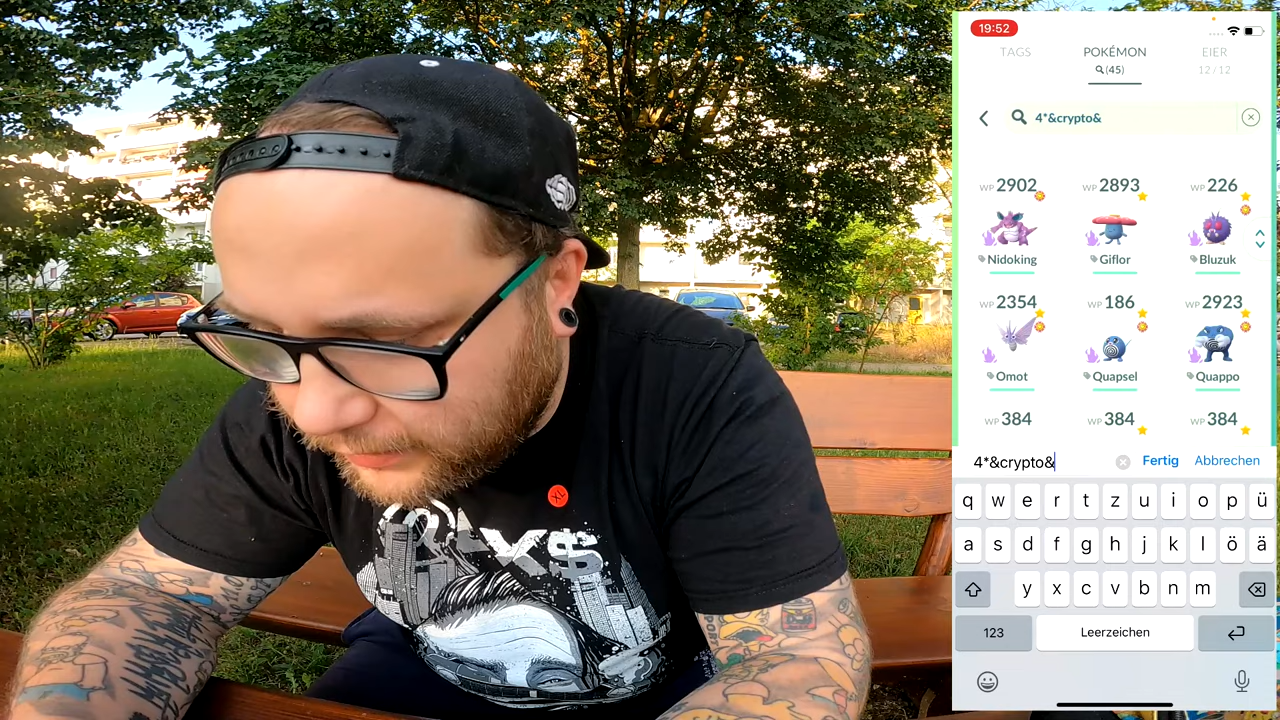 19:52
TAGS
POKÉMON
EIER
(45)
12 / 12
4*&crypto&
WP 2902
WP 2893
WP 226
Nidoking
Giflor
Bluzuk
WP 2354
WP 186
WP 2923
Omot
Quapsel
Quappo
WP 384
WP 384
WP 384
4*&crypto&
Fertig
Abbrechen
q w e r t z u i o p ü
a s d f g h j k l ö ä
y x c v b n m
123
Leerzeichen
XL